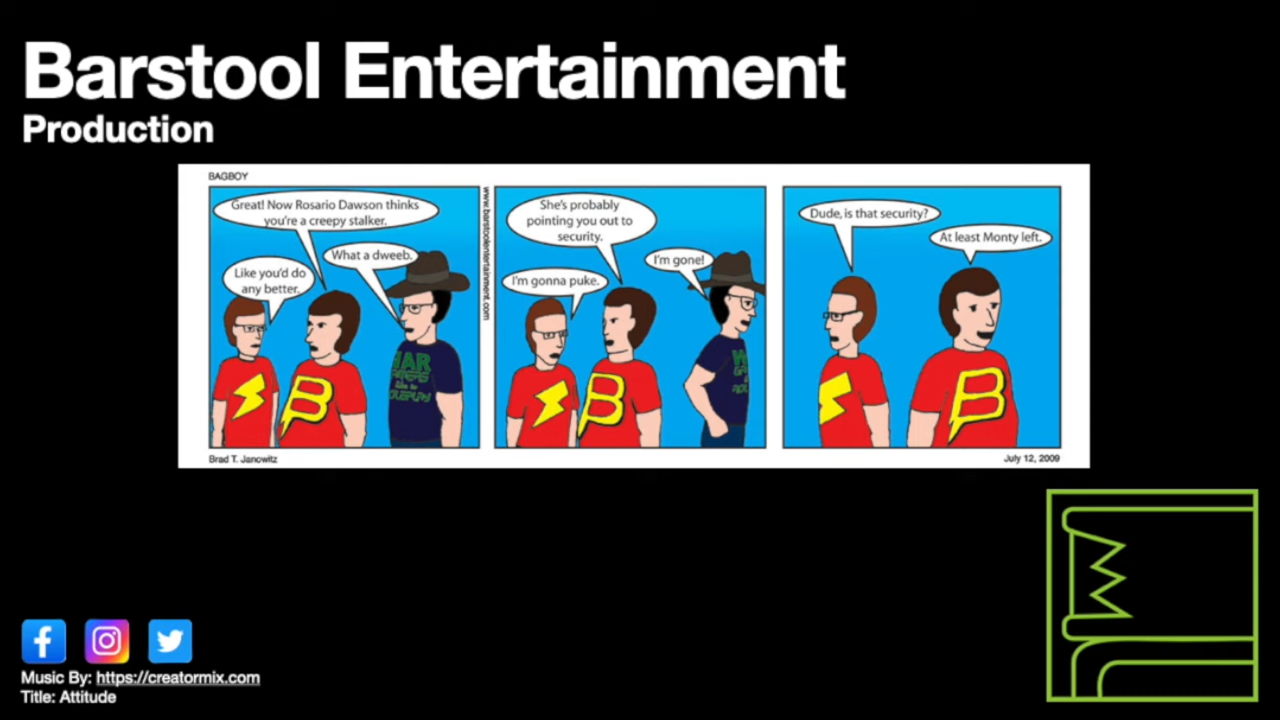 Barstool Entertainment
Production
BAGBOY
Great! Now Rosario Dawson thinks
you're a creepy stalker.
What a dweeb.
Like you'd do
any better.
www.barstoolentertainment.com
She's probably
pointing you out to
security.
I'm gone!
I'm gonna puke.
Dude, is that security?
At least Monty left.
B
B
B
Brad T. Janowitz
July 12, 2009
Music By: https://creatormix.com
Title: Attitude